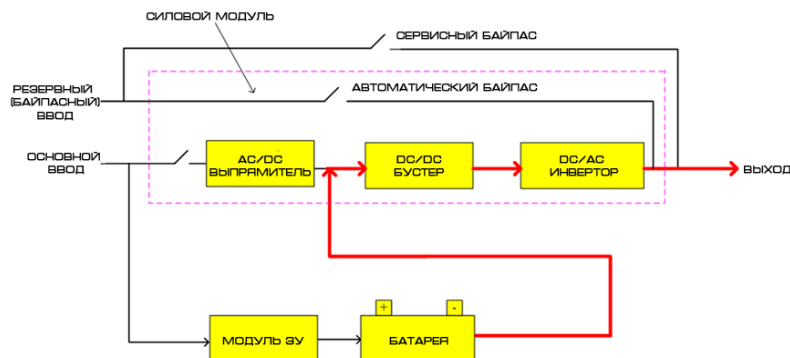 СИЛОВОЙ МОДУЛЬ
СЕРВИСНЫЙ БАЙПАС
РЕЗЕРВНЫЙ
(БАЙПАСНЫЙ)
ВВОД
АВТОМАТИЧЕСКИЙ БАЙПАС
ОСНОВНОЙ
ВВОД
AC/DC
ВЫПРЯМИТЕЛЬ
DC/DC
БУСТЕР
DC/AC
ИНВЕРТОР
ВЫХОД
+
-
МОДУЛЬ ЗУ
БАТАРЕЯ